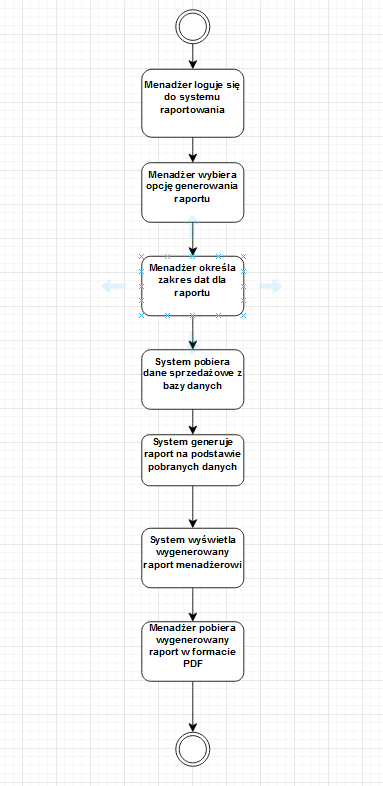 Menadżer loguje się
do systemu
raportowania
Menadżer wybiera
opcję generowania
raportu
Menadżer określa
zakres dat dla
raportu
System pobiera
dane sprzedażowe z
bazy danych
System generuje
raport na podstawie
pobranych danych
System wyświetla
wygenerowany
raport menadżerowi
Menadżer pobiera
wygenerowany
raport w formacie
PDF